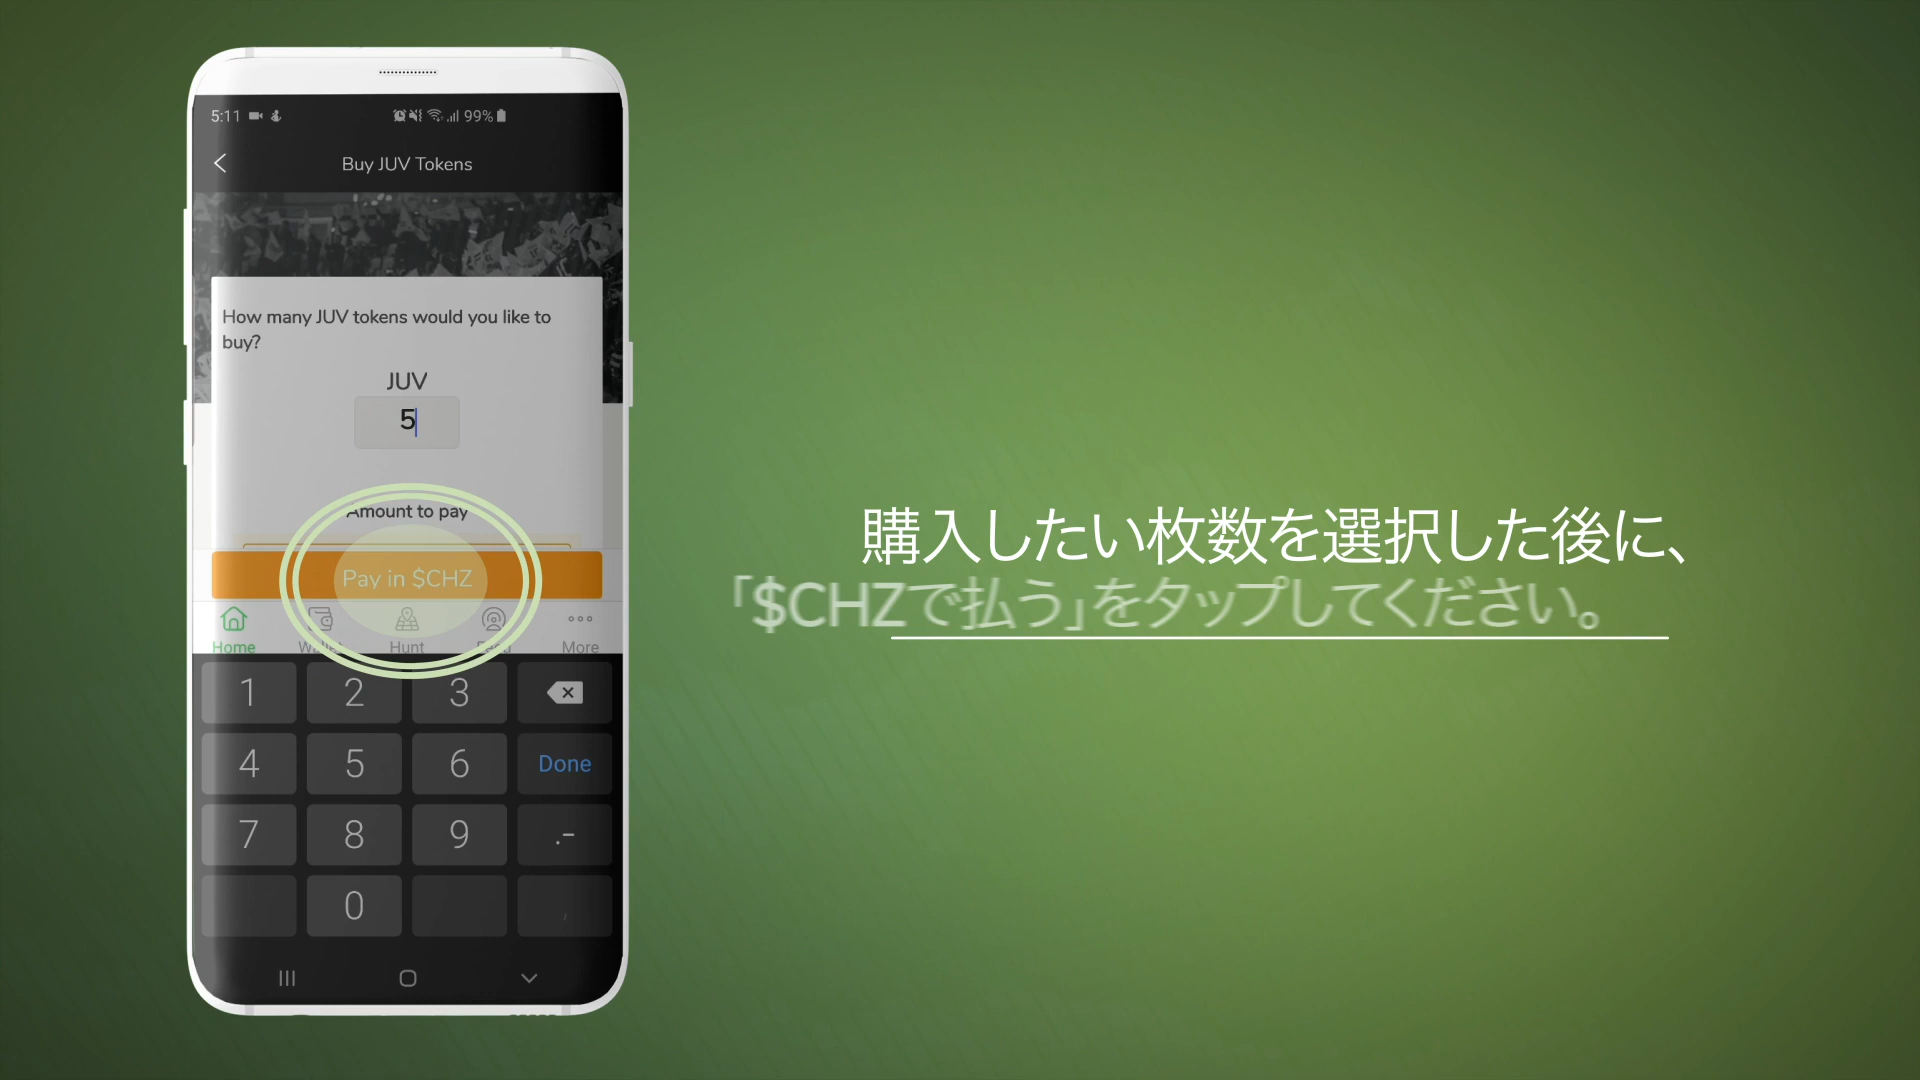 5:11
99%
Buy JUV Tokens
How many JUV tokens would you like to
buy?
JUV
5
Amount to pay
Pay in $CHZ
Home
Hunt
More
1 2 3
4 5 6 Done
7 8 9 .-
0 ,
購入したい枚数を選択した後に、
「$CHZで払う」をタップしてください。